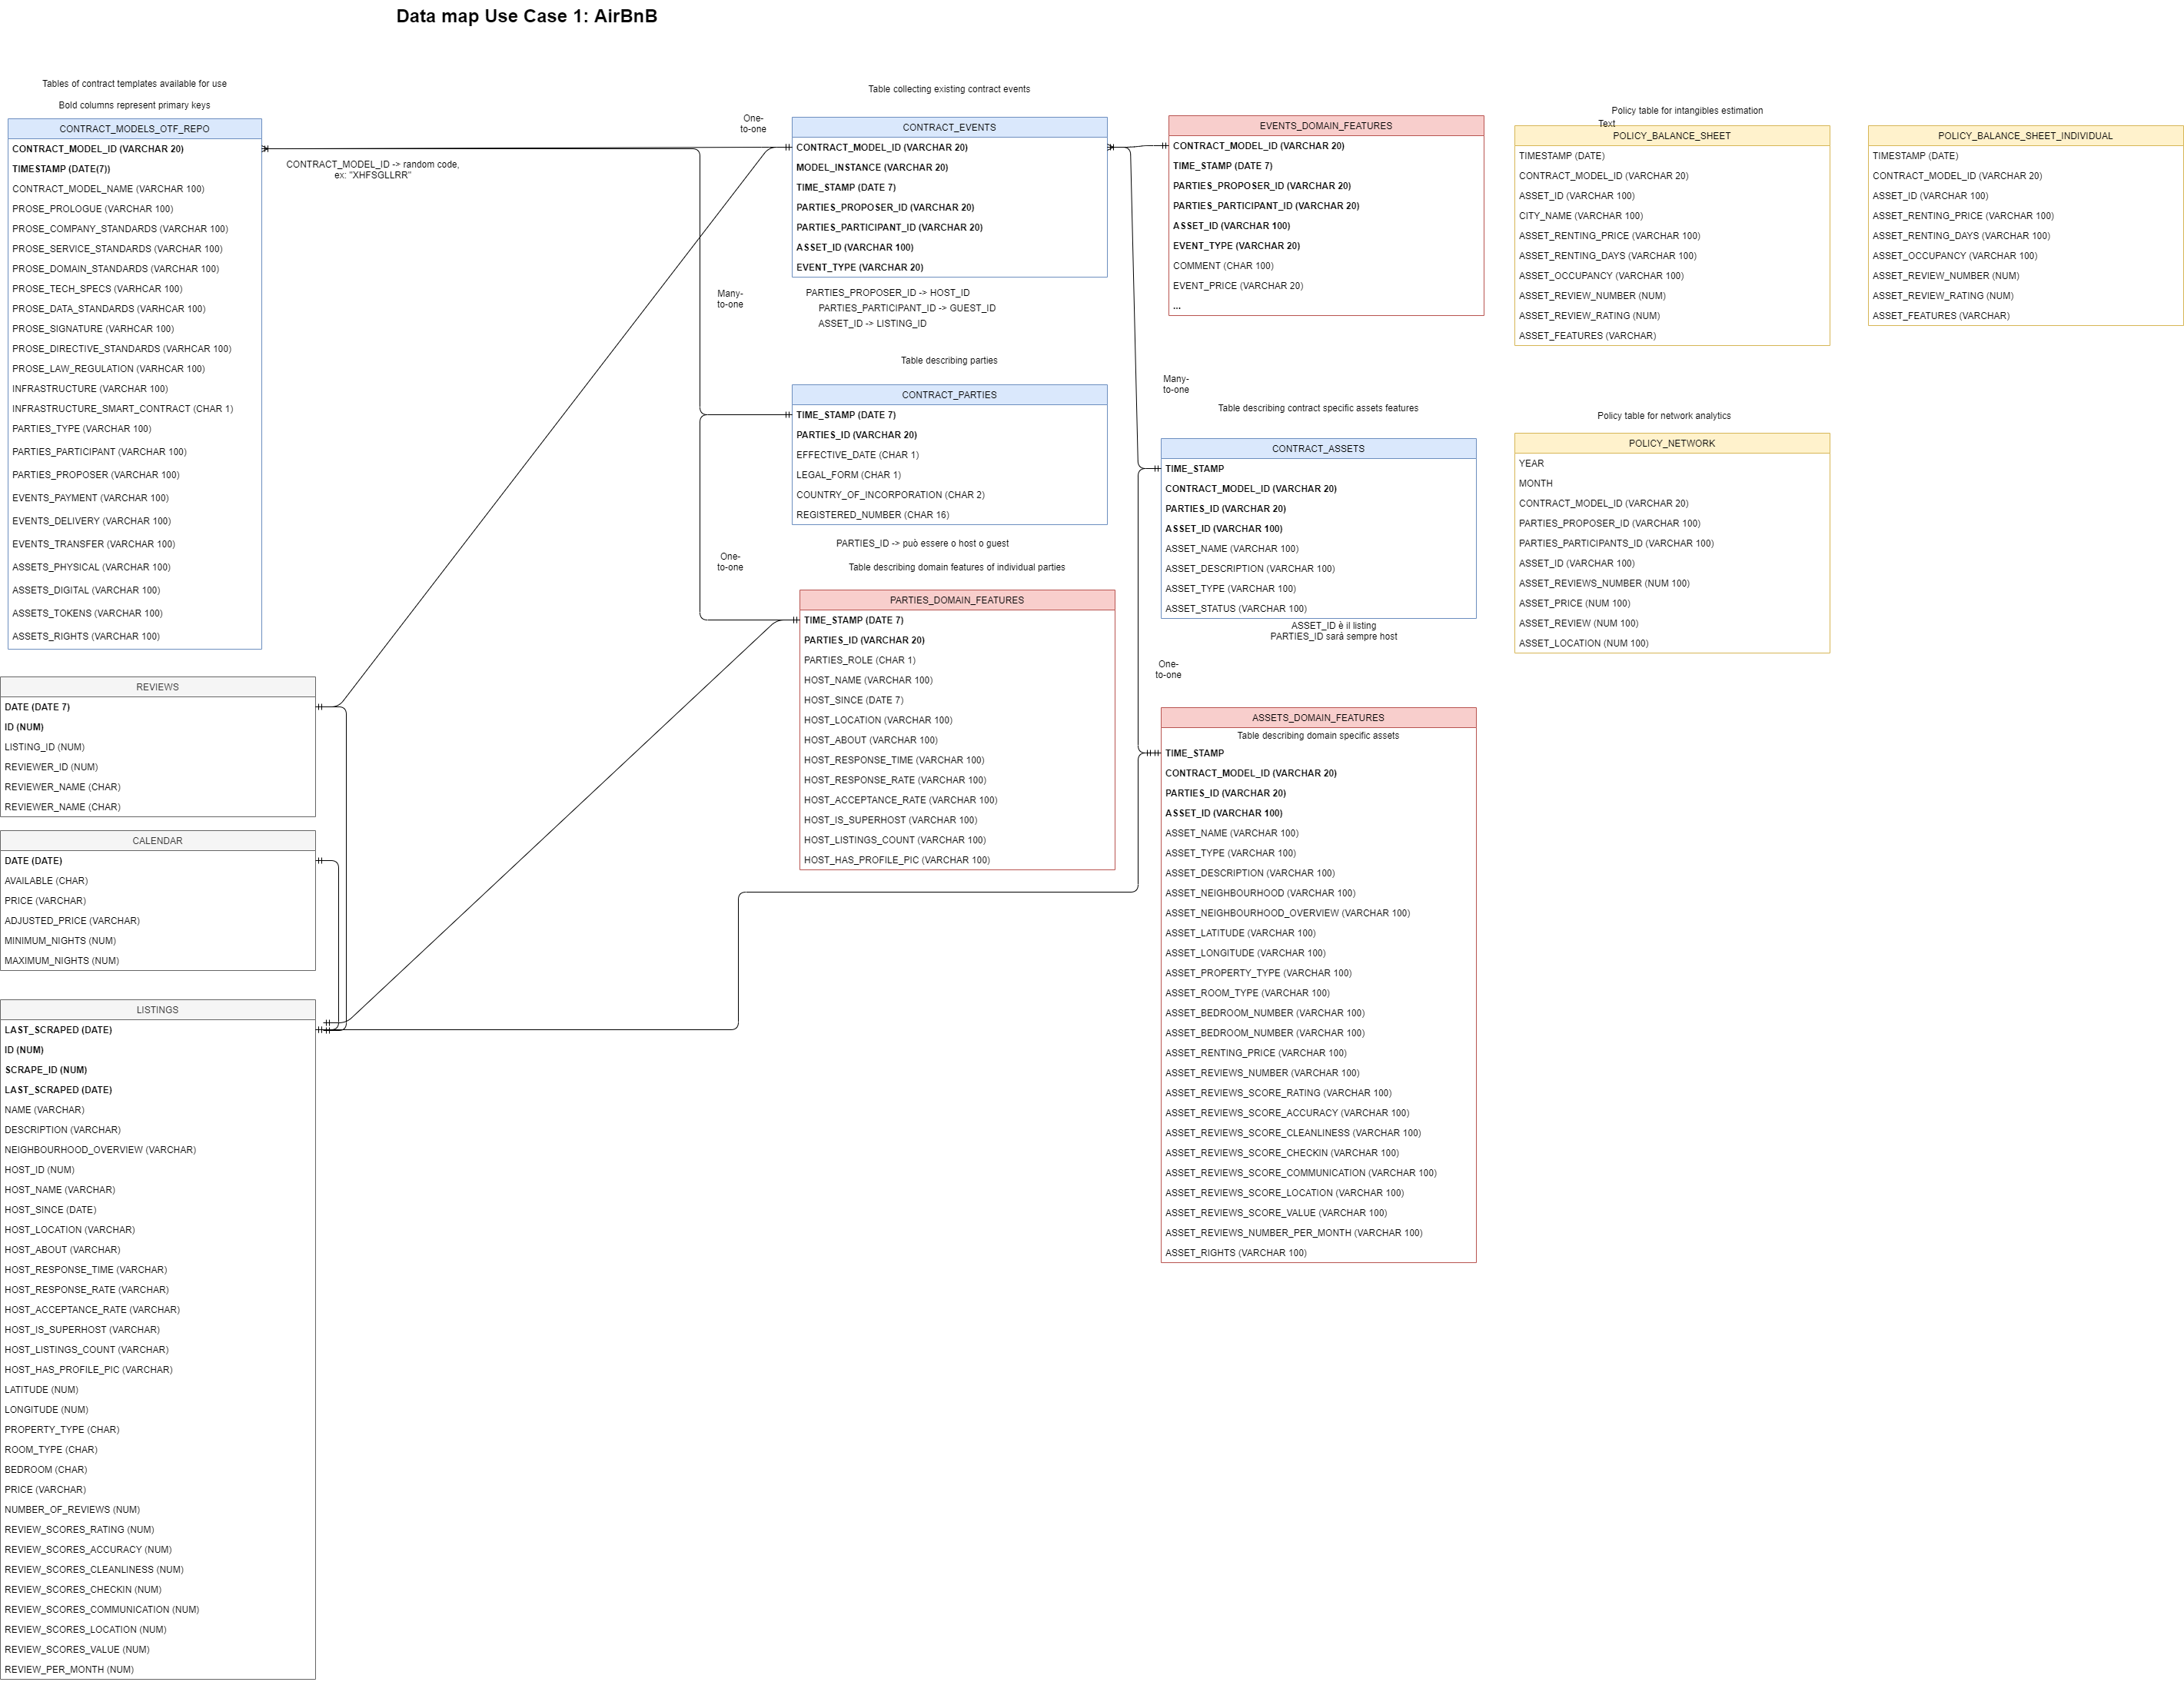 Data map Use Case 1: AirBnB
Tables of contract templates available for use
Bold columns represent primary keys
CONTRACT_MODELS_OTF_REPO
CONTRACT_MODEL_ID (VARCHAR 20)
TIMESTAMP (DATE(7))
CONTRACT_MODEL_NAME (VARCHAR 100)
PROSE_PROLOGUE (VARCHAR 100)
PROSE_COMPANY_STANDARDS (VARCHAR 100)
PROSE_SERVICE_STANDARDS (VARCHAR 100)
PROSE_DOMAIN_STANDARDS (VARCHAR 100)
PROSE_TECH_SPECS (VARHCAR 100)
PROSE_DATA_STANDARDS (VARHCAR 100)
PROSE_SIGNATURE (VARHCAR 100)
PROSE_DIRECTIVE_STANDARDS (VARHCAR 100)
PROSE_LAW_REGULATION (VARHCAR 100)
INFRASTRUCTURE (VARCHAR 100)
INFRASTRUCTURE_SMART_CONTRACT (CHAR 1)
PARTIES_TYPE (VARCHAR 100)
PARTIES_PARTICIPANT (VARCHAR 100)
PARTIES_PROPOSER (VARCHAR 100)
EVENTS_PAYMENT (VARCHAR 100)
EVENTS_DELIVERY (VARCHAR 100)
EVENTS_TRANSFER (VARCHAR 100)
ASSETS_PHYSICAL (VARCHAR 100)
ASSETS_DIGITAL (VARCHAR 100)
ASSETS_TOKENS (VARCHAR 100)
ASSETS_RIGHTS (VARCHAR 100)
CONTRACT_MODEL_ID -> random code,
ex: "XHFSGLLRR"
REVIEWS
DATE (DATE 7)
ID (NUM)
LISTING_ID (NUM)
REVIEWER_ID (NUM)
REVIEWER_NAME (CHAR)
REVIEWER_NAME (CHAR)
CALENDAR
DATE (DATE)
AVAILABLE (CHAR)
PRICE (VARCHAR)
ADJUSTED_PRICE (VARCHAR)
MINIMUM_NIGHTS (NUM)
MAXIMUM_NIGHTS (NUM)
LISTINGS
LAST_SCRAPED (DATE)
ID (NUM)
SCRAPE_ID (NUM)
LAST_SCRAPED (DATE)
NAME (VARCHAR)
DESCRIPTION (VARCHAR)
NEIGHBOURHOOD_OVERVIEW (VARCHAR)
HOST_ID (NUM)
HOST_NAME (VARCHAR)
HOST_SINCE (DATE)
HOST_LOCATION (VARCHAR)
HOST_ABOUT (VARCHAR)
HOST_RESPONSE_TIME (VARCHAR)
HOST_RESPONSE_RATE (VARCHAR)
HOST_ACCEPTANCE_RATE (VARCHAR)
HOST_IS_SUPERHOST (VARCHAR)
HOST_LISTINGS_COUNT (VARCHAR)
HOST_HAS_PROFILE_PIC (VARCHAR)
LATITUDE (NUM)
LONGITUDE (NUM)
PROPERTY_TYPE (CHAR)
ROOM_TYPE (CHAR)
BEDROOM (CHAR)
PRICE (VARCHAR)
NUMBER_OF_REVIEWS (NUM)
REVIEW_SCORES_RATING (NUM)
REVIEW_SCORES_ACCURACY (NUM)
REVIEW_SCORES_CLEANLINESS (NUM)
REVIEW_SCORES_CHECKIN (NUM)
REVIEW_SCORES_COMMUNICATION (NUM)
REVIEW_SCORES_LOCATION (NUM)
REVIEW_SCORES_VALUE (NUM)
REVIEW_PER_MONTH (NUM)
One-
to-one
Many-
to-one
One-
to-one
Table collecting existing contract events
CONTRACT_EVENTS
CONTRACT_MODEL_ID (VARCHAR 20)
MODEL_INSTANCE (VARCHAR 20)
TIME_STAMP (DATE 7)
PARTIES_PROPOSER_ID (VARCHAR 20)
PARTIES_PARTICIPANT_ID (VARCHAR 20)
ASSET_ID (VARCHAR 100)
EVENT_TYPE (VARCHAR 20)
PARTIES_PROPOSER_ID -> HOST_ID
PARTIES_PARTICIPANT_ID -> GUEST_ID
ASSET_ID -> LISTING_ID
Table describing parties
CONTRACT_PARTIES
TIME_STAMP (DATE 7)
PARTIES_ID (VARCHAR 20)
EFFECTIVE_DATE (CHAR 1)
LEGAL_FORM (CHAR 1)
COUNTRY_OF_INCORPORATION (CHAR 2)
REGISTERED_NUMBER (CHAR 16)
PARTIES_ID -> può essere o host o guest
Table describing domain features of individual parties
PARTIES_DOMAIN_FEATURES
TIME_STAMP (DATE 7)
PARTIES_ID (VARCHAR 20)
PARTIES_ROLE (CHAR 1)
HOST_NAME (VARCHAR 100)
HOST_SINCE (DATE 7)
HOST_LOCATION (VARCHAR 100)
HOST_ABOUT (VARCHAR 100)
HOST_RESPONSE_TIME (VARCHAR 100)
HOST_RESPONSE_RATE (VARCHAR 100)
HOST_ACCEPTANCE_RATE (VARCHAR 100)
HOST_IS_SUPERHOST (VARCHAR 100)
HOST_LISTINGS_COUNT (VARCHAR 100)
HOST_HAS_PROFILE_PIC (VARCHAR 100)
EVENTS_DOMAIN_FEATURES
CONTRACT_MODEL_ID (VARCHAR 20)
TIME_STAMP (DATE 7)
PARTIES_PROPOSER_ID (VARCHAR 20)
PARTIES_PARTICIPANT_ID (VARCHAR 20)
ASSET_ID (VARCHAR 100)
EVENT_TYPE (VARCHAR 20)
COMMENT (CHAR 100)
EVENT_PRICE (VARCHAR 20)
...
Many-
to-one
Table describing contract specific assets features
CONTRACT_ASSETS
TIME_STAMP
CONTRACT_MODEL_ID (VARCHAR 20)
PARTIES_ID (VARCHAR 20)
ASSET_ID (VARCHAR 100)
ASSET_NAME (VARCHAR 100)
ASSET_DESCRIPTION (VARCHAR 100)
ASSET_TYPE (VARCHAR 100)
ASSET_STATUS (VARCHAR 100)
ASSET_ID è il listing
PARTIES_ID sará sempre host
One-
to-one
ASSETS_DOMAIN_FEATURES
Table describing domain specific assets
TIME_STAMP
CONTRACT_MODEL_ID (VARCHAR 20)
PARTIES_ID (VARCHAR 20)
ASSET_ID (VARCHAR 100)
ASSET_NAME (VARCHAR 100)
ASSET_TYPE (VARCHAR 100)
ASSET_DESCRIPTION (VARCHAR 100)
ASSET_NEIGHBOURHOOD (VARCHAR 100)
ASSET_NEIGHBOURHOOD_OVERVIEW (VARCHAR 100)
ASSET_LATITUDE (VARCHAR 100)
ASSET_LONGITUDE (VARCHAR 100)
ASSET_PROPERTY_TYPE (VARCHAR 100)
ASSET_ROOM_TYPE (VARCHAR 100)
ASSET_BEDROOM_NUMBER (VARCHAR 100)
ASSET_BEDROOM_NUMBER (VARCHAR 100)
ASSET_RENTING_PRICE (VARCHAR 100)
ASSET_REVIEWS_NUMBER (VARCHAR 100)
ASSET_REVIEWS_SCORE_RATING (VARCHAR 100)
ASSET_REVIEWS_SCORE_ACCURACY (VARCHAR 100)
ASSET_REVIEWS_SCORE_CLEANLINESS (VARCHAR 100)
ASSET_REVIEWS_SCORE_CHECKIN (VARCHAR 100)
ASSET_REVIEWS_SCORE_COMMUNICATION (VARCHAR 100)
ASSET_REVIEWS_SCORE_LOCATION (VARCHAR 100)
ASSET_REVIEWS_SCORE_VALUE (VARCHAR 100)
ASSET_REVIEWS_NUMBER_PER_MONTH (VARCHAR 100)
ASSET_RIGHTS (VARCHAR 100)
Policy table for intangibles estimation
Text
POLICY_BALANCE_SHEET
TIMESTAMP (DATE)
CONTRACT_MODEL_ID (VARCHAR 20)
ASSET_ID (VARCHAR 100)
CITY_NAME (VARCHAR 100)
ASSET_RENTING_PRICE (VARCHAR 100)
ASSET_RENTING_DAYS (VARCHAR 100)
ASSET_OCCUPANCY (VARCHAR 100)
ASSET_REVIEW_NUMBER (NUM)
ASSET_REVIEW_RATING (NUM)
ASSET_FEATURES (VARCHAR)
Policy table for network analytics
POLICY_NETWORK
YEAR
MONTH
CONTRACT_MODEL_ID (VARCHAR 20)
PARTIES_PROPOSER_ID (VARCHAR 100)
PARTIES_PARTICIPANTS_ID (VARCHAR 100)
ASSET_ID (VARCHAR 100)
ASSET_REVIEWS_NUMBER (NUM 100)
ASSET_PRICE (NUM 100)
ASSET_REVIEW (NUM 100)
ASSET_LOCATION (NUM 100)
POLICY_BALANCE_SHEET_INDIVIDUAL
TIMESTAMP (DATE)
CONTRACT_MODEL_ID (VARCHAR 20)
ASSET_ID (VARCHAR 100)
ASSET_RENTING_PRICE (VARCHAR 100)
ASSET_RENTING_DAYS (VARCHAR 100)
ASSET_OCCUPANCY (VARCHAR 100)
ASSET_REVIEW_NUMBER (NUM)
ASSET_REVIEW_RATING (NUM)
ASSET_FEATURES (VARCHAR)